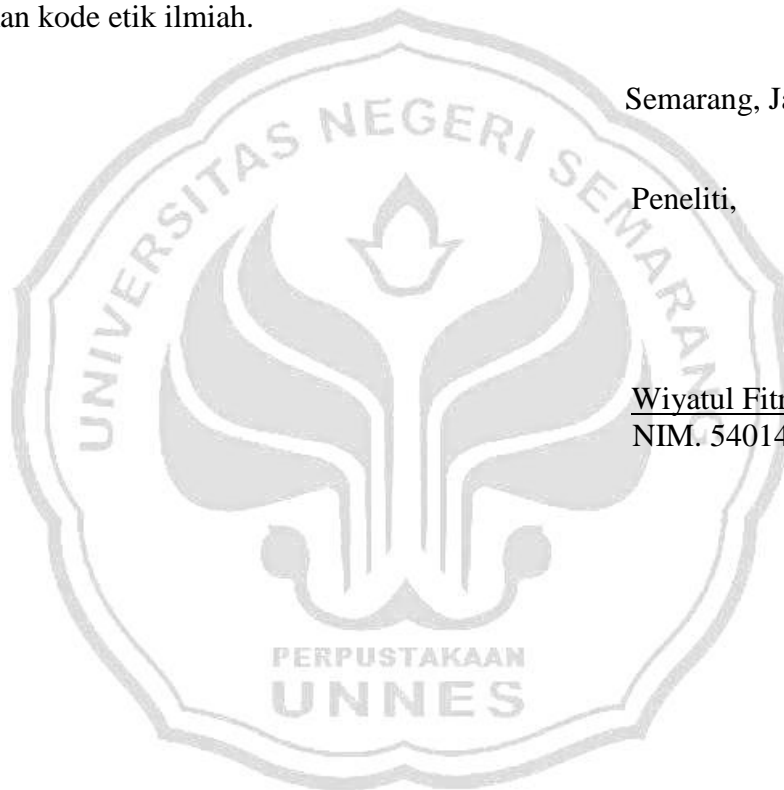 an kode etik ilmiah.
Semarang, Ja
Peneliti,
Wiyatul Fitr
NIM. 54014
UNIVERSITAS NEGERI SEMARANG
PERPUSTAKAAN
UNNES